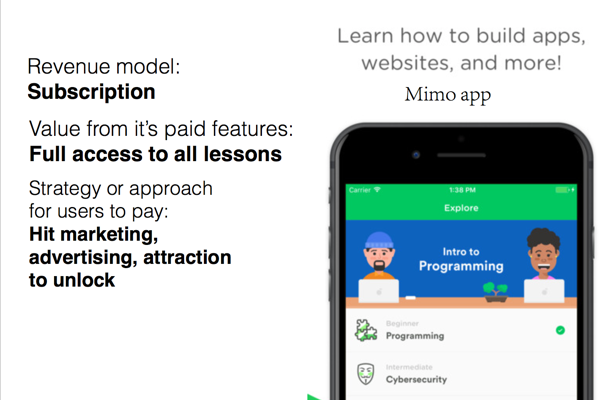 Revenue model:
Subscription
Value from it's paid features:
Full access to all lessons
Strategy or approach
for users to pay:
Hit marketing,
advertising, attraction
to unlock
Learn how to build apps,
websites, and more!
Mimo app
Carrier 1:38 PM
Explore
Intro to
Programming
Beginner
Programming
Intermediate
Cybersecurity